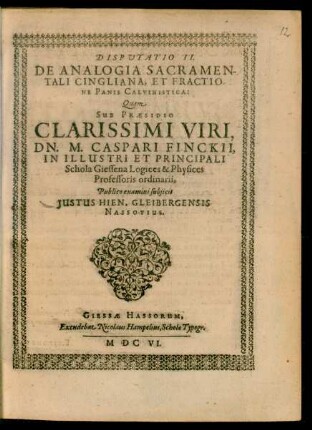 12
DISPUTATIO II.
DE ANALOGIA SACRAMEN-
TALI CINGLIANA, ET FRACTIO-
NE PANIS CALVINISTICA:
Quam
SUB PRÆSIDIO
CLARISSIMI VIRI,
DN. M. CASPARI FINCKII,
IN ILLUSTRI ET PRINCIPALI
Schola Giessena Logices & Physices
Professoris ordinarii,
Publico examini subjicit
JUSTUS HIEN, GLEIBERGENSIS
NASSOVIUS.
GIESSÆ HASSORUM,
Excudebat Nicolaus Hampelius, Scholæ Typogr.
M DC VI.